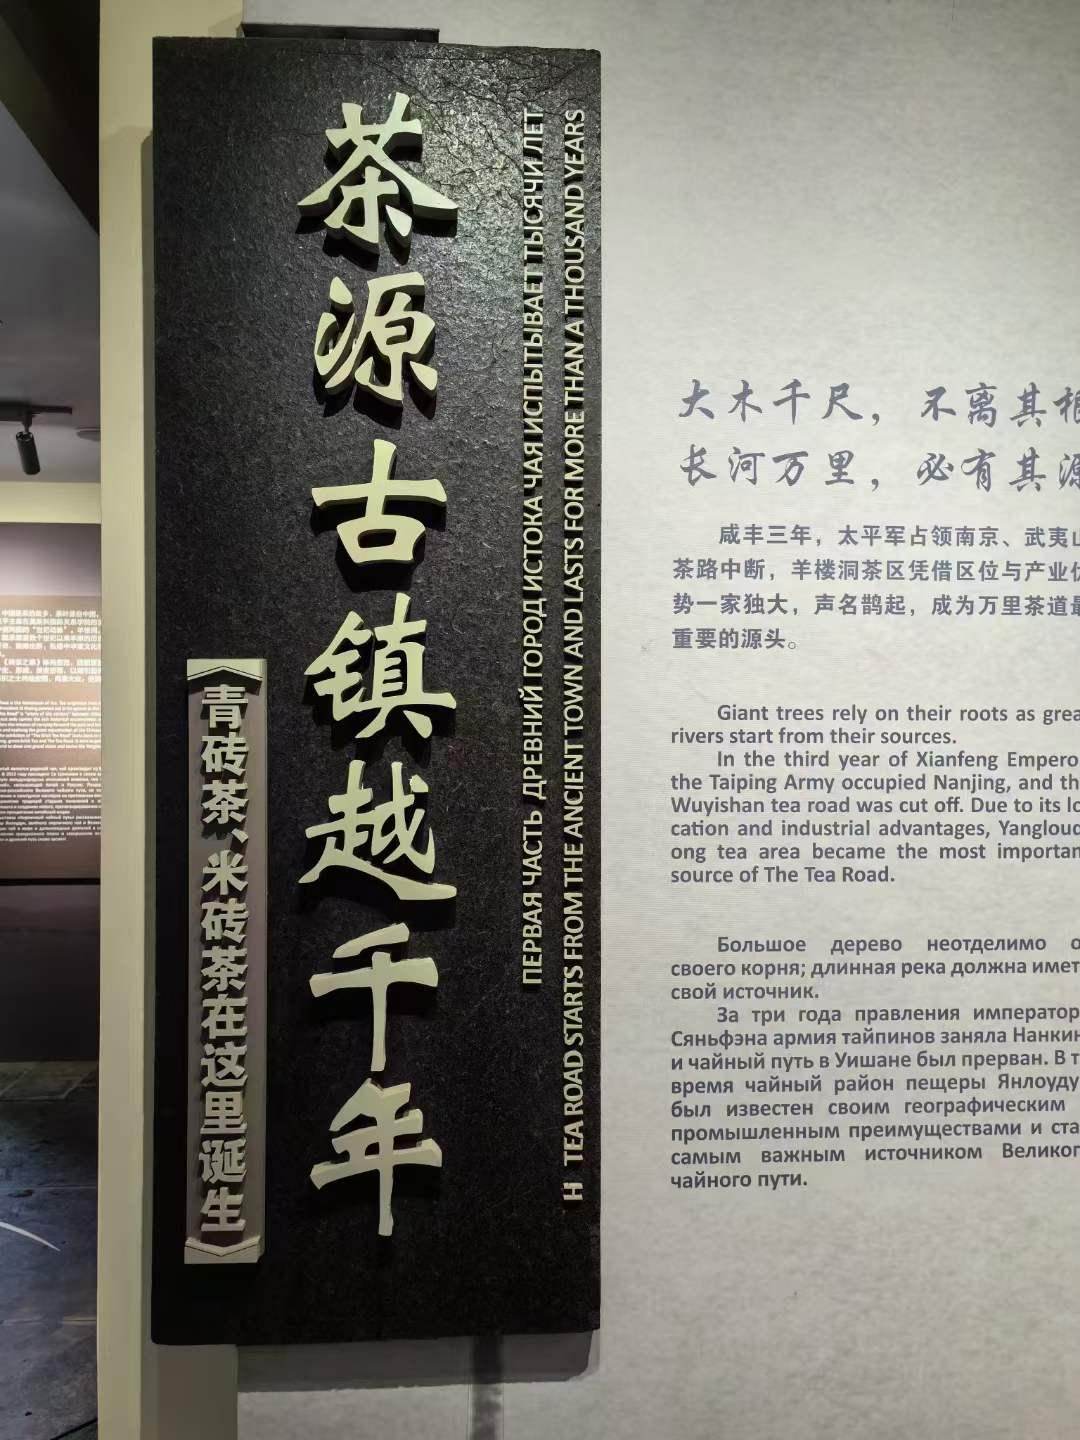 茶源古镇越千年
《青砖茶、米砖茶在这里诞生》
ПЕРВАЯ ЧАСТЬ ДРЕВНИЙ ГОРОД ИСТОКА ЧАЯ ИСПЫТЫВАЕТ ТЫСЯЧИ ЛЕТ
H TEA ROAD STARTS FROM THE ANCIENT TOWN AND LASTS FOR MORE THAN A THOUSAND YEARS
大木千尺，不离其根
长河万里，必有其源
咸丰三年，太平军占领南京、武夷山
茶路中断，羊楼洞茶区凭借区位与产业优
势一家独大，声名鹊起，成为万里茶道最
重要的源头。
Giant trees rely on their roots as grea
rivers start from their sources.
In the third year of Xianfeng Empero
the Taiping Army occupied Nanjing, and th
Wuyishan tea road was cut off. Due to its lo
cation and industrial advantages, Yangloud
ong tea area became the most importan
source of The Tea Road.
Большое дерево неотделимо о
своего корня; длинная река должна имет
свой источник.
За три года правления император
Сяньфэна армия тайпинов заняла Нанкин
и чайный путь в Уишане был прерван. В т
время чайный район пещеры Янлоуду
был известен своим географическим
промышленным преимуществами и ста
самым важным источником Великог
чайного пути.